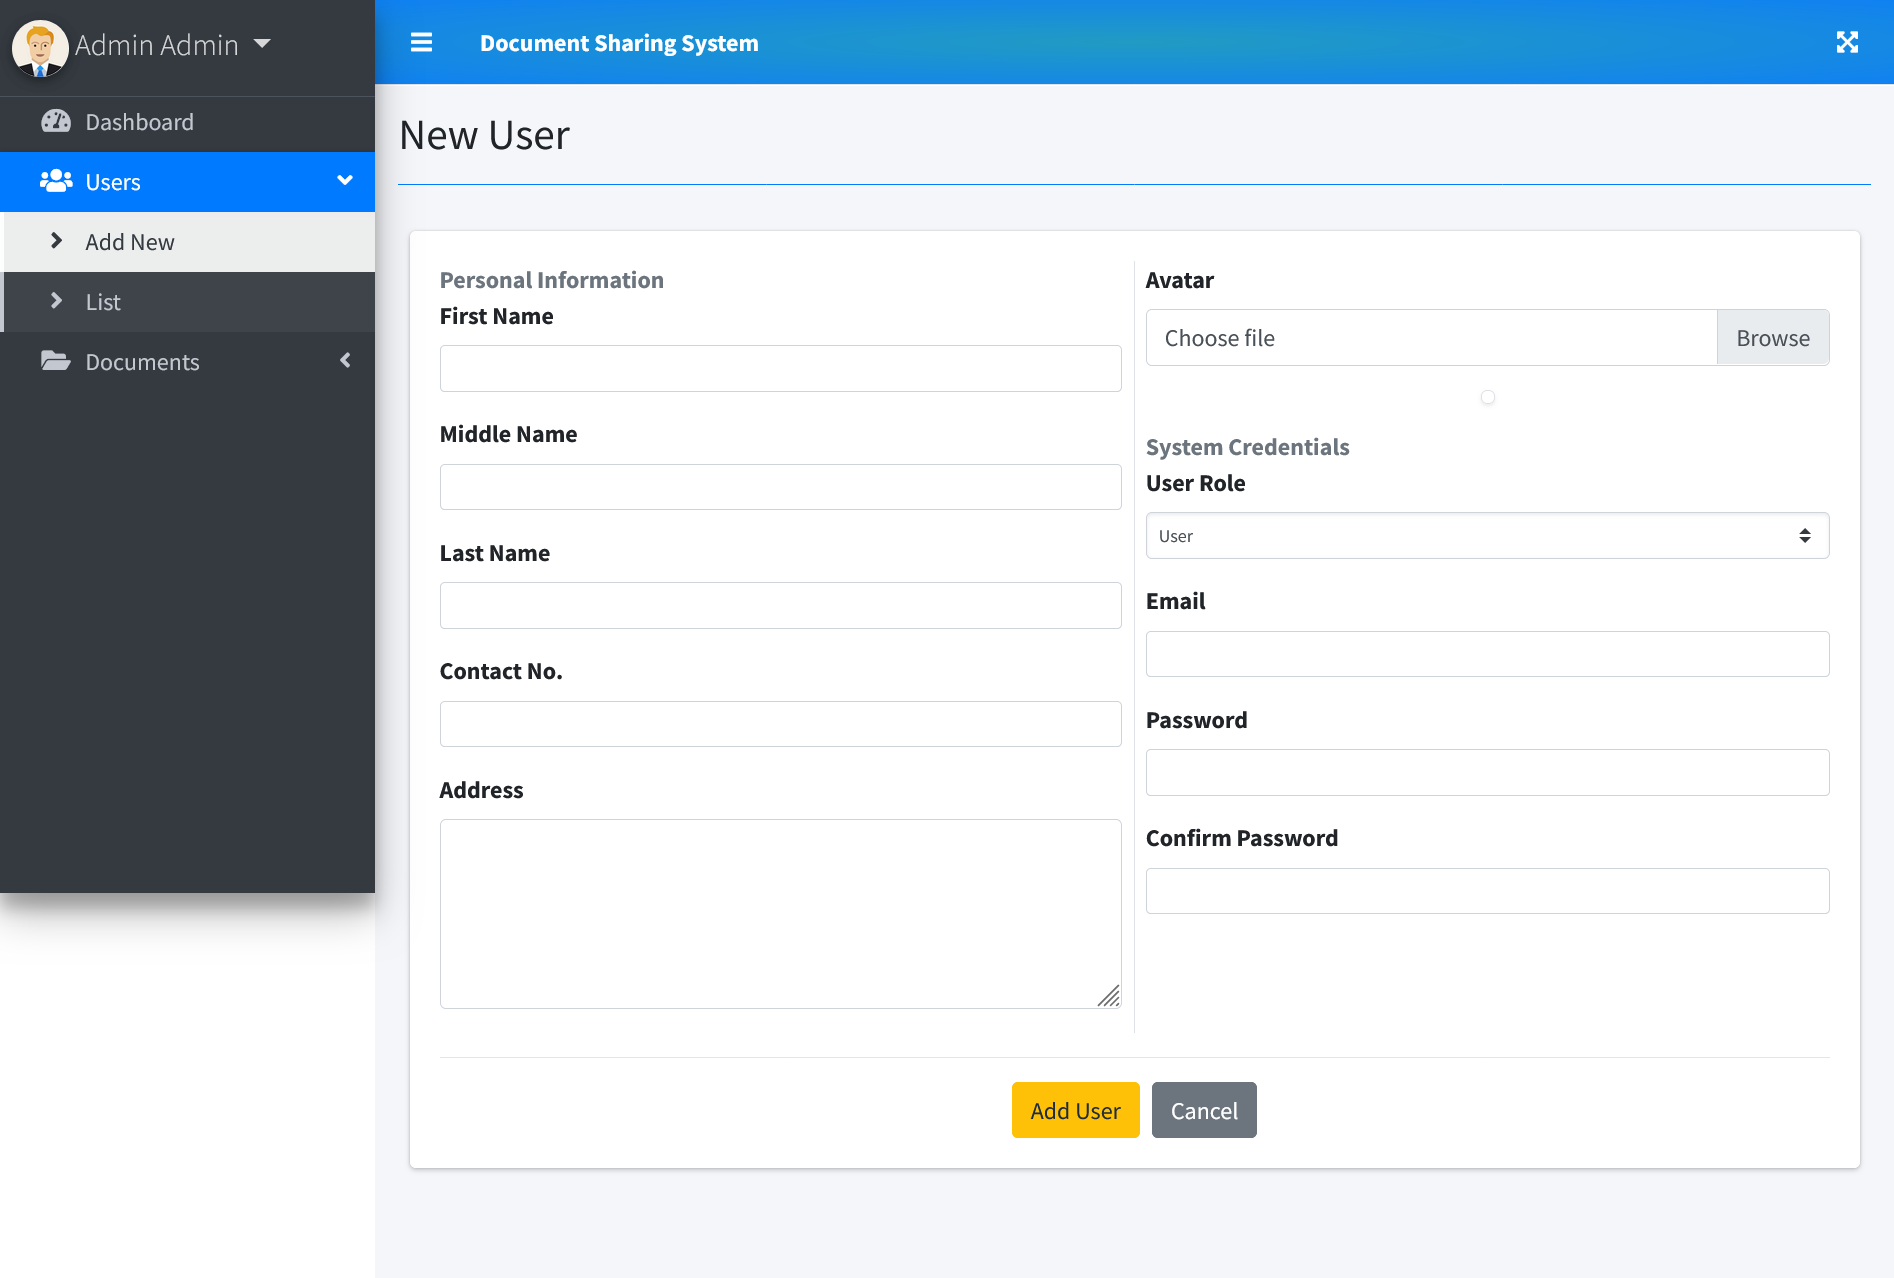 Admin Admin
Dashboard
Users
Add New
List
Documents
Document Sharing System
New User
Personal Information
First Name
Middle Name
Last Name
Contact No.
Address
Avatar
Choose file
Browse
System Credentials
User Role
User
Email
Password
Confirm Password
Add User
Cancel